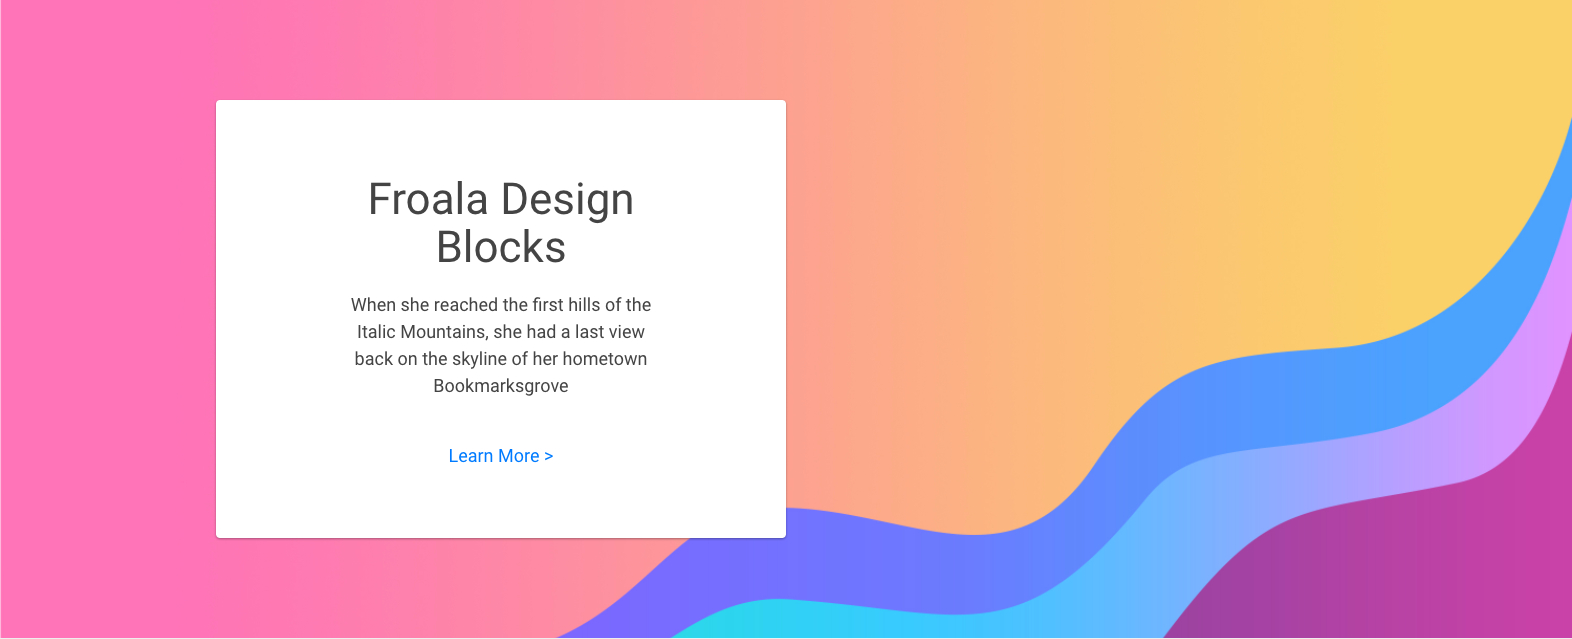 Froala Design
Blocks
When she reached the first hills of the
Italic Mountains, she had a last view
back on the skyline of her hometown
Bookmarksgrove
Learn More >